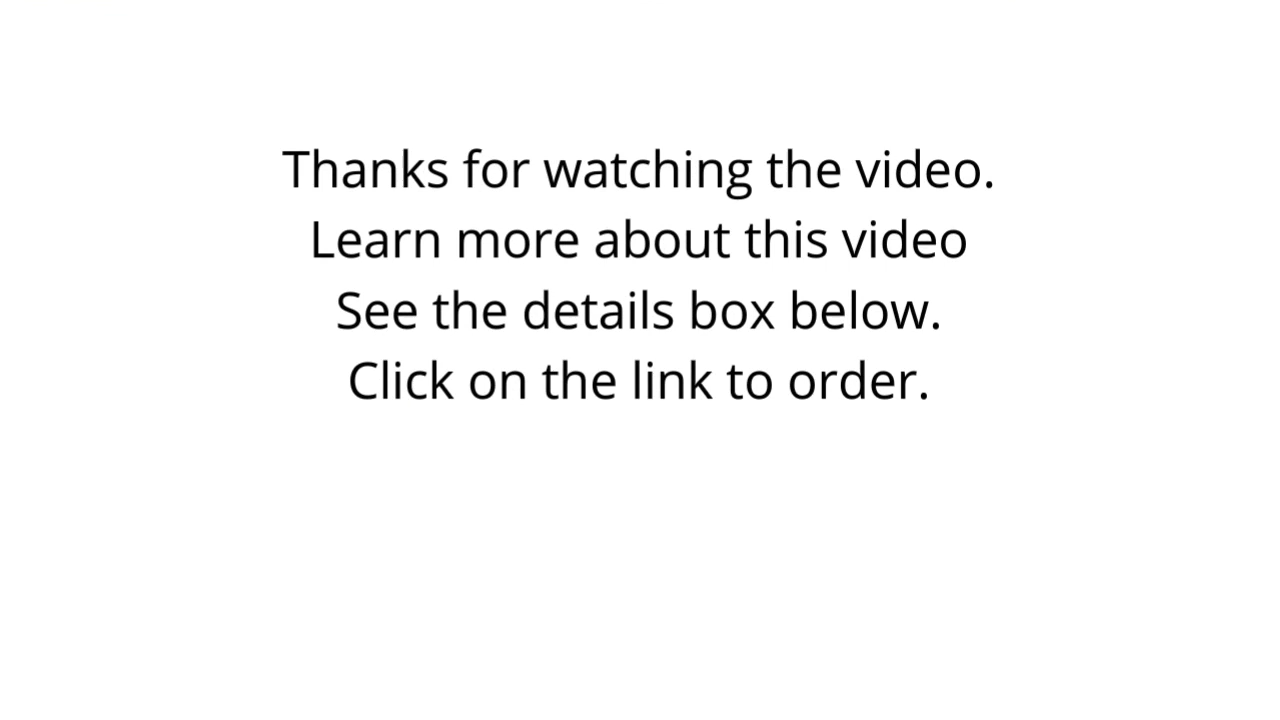 Thanks for watching the video.
Learn more about this video
See the details box below.
Click on the link to order.